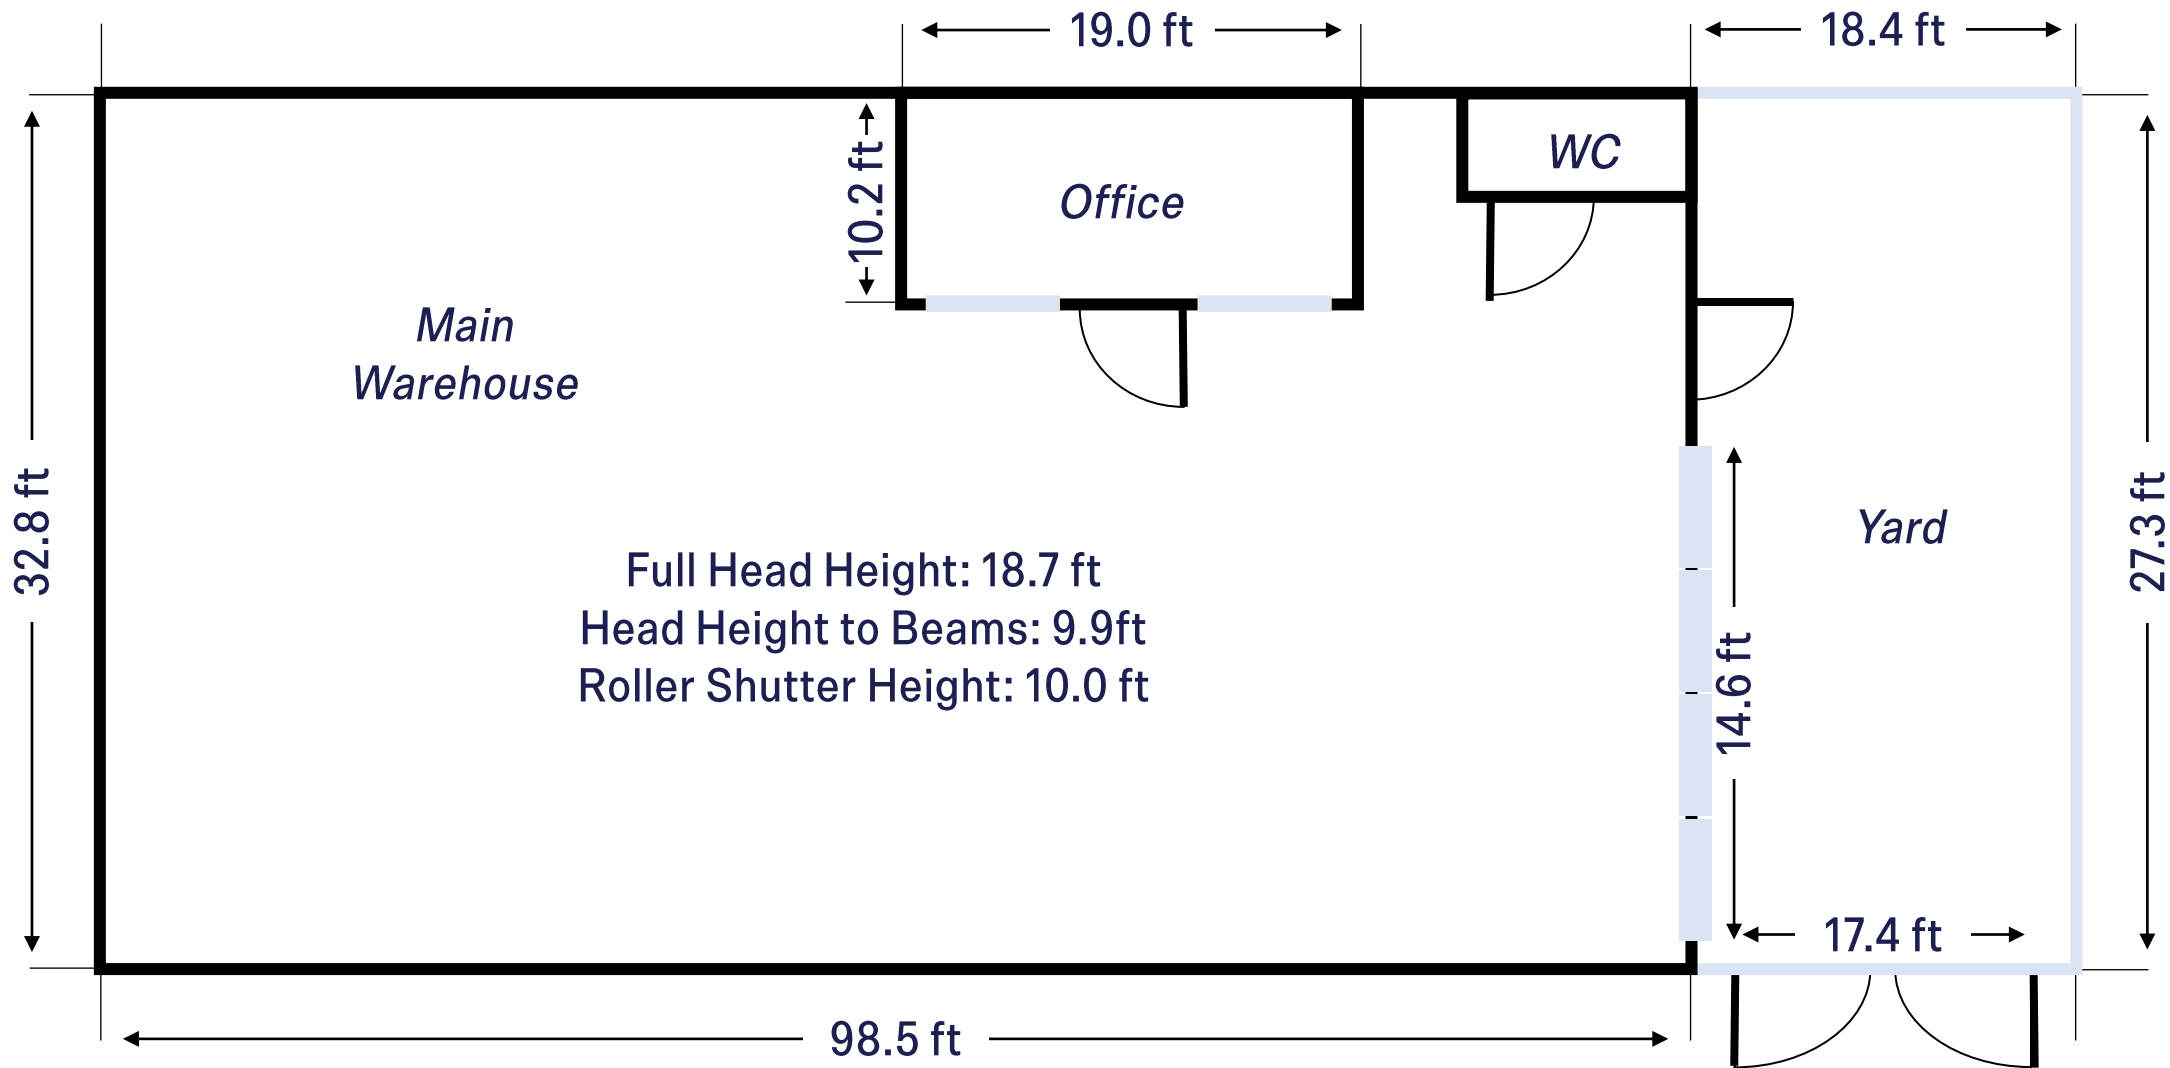 19.0 ft
18.4 ft
10.2 ft
Office
WC
Main
Warehouse
32.8 ft
27.3 ft
Yard
Full Head Height: 18.7 ft
Head Height to Beams: 9.9ft
Roller Shutter Height: 10.0 ft
14.6 ft
17.4 ft
98.5 ft